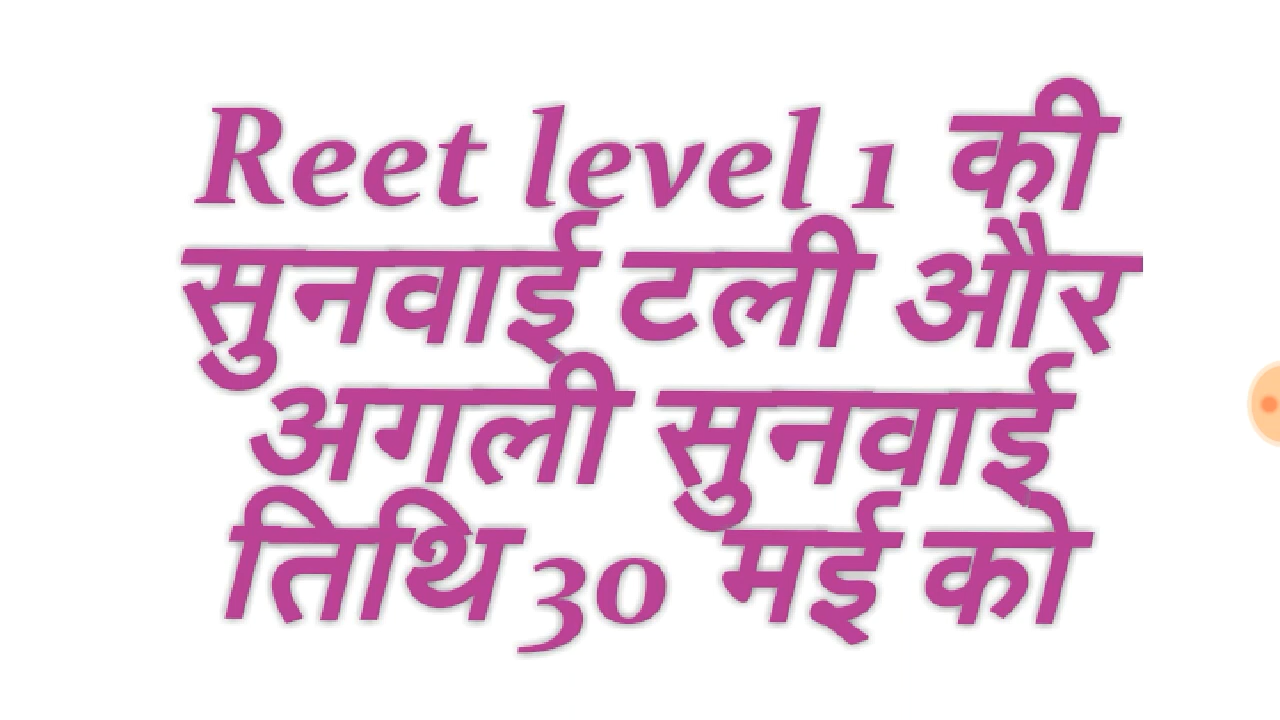 Reet level 1 की
सुनवाई टली और
अगली सुनवाई
तिथि 30 मई को